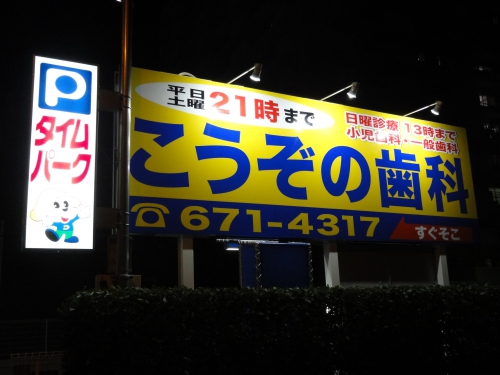 P
タイム
パーク
平日
土曜 21時まで
日曜診療 13時まで
小児歯科・一般歯科
こうぞの歯科
☎671-4317
すぐそこ